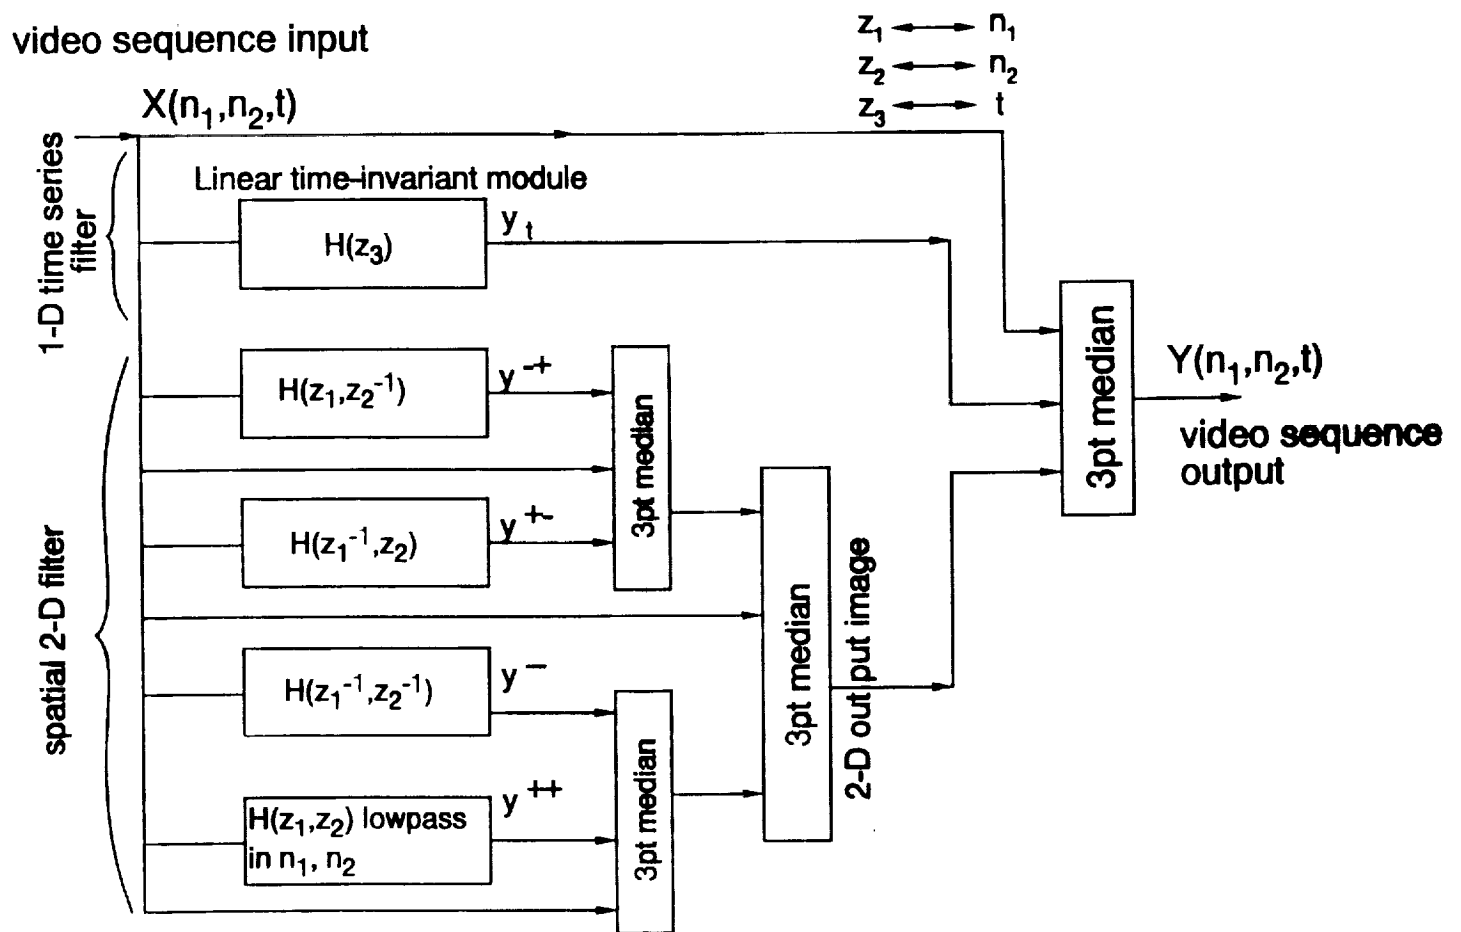 video sequence input
z₁ ↔ n₁
z₂ ↔ n₂
z₃ ↔ t
X(n₁,n₂,t)
1-D time series
filter
Linear time-invariant module
H(z₃)
yₜ
spatial 2-D filter
H(z₁,z₂⁻¹)
y⁻⁺
H(z₁⁻¹,z₂)
y⁺⁻
3pt median
H(z₁⁻¹,z₂⁻¹)
y⁻
H(z₁,z₂) lowpass
in n₁, n₂
y⁺⁺
3pt median
3pt median
2-D out put image
3pt median
Y(n₁,n₂,t)
video sequence
output